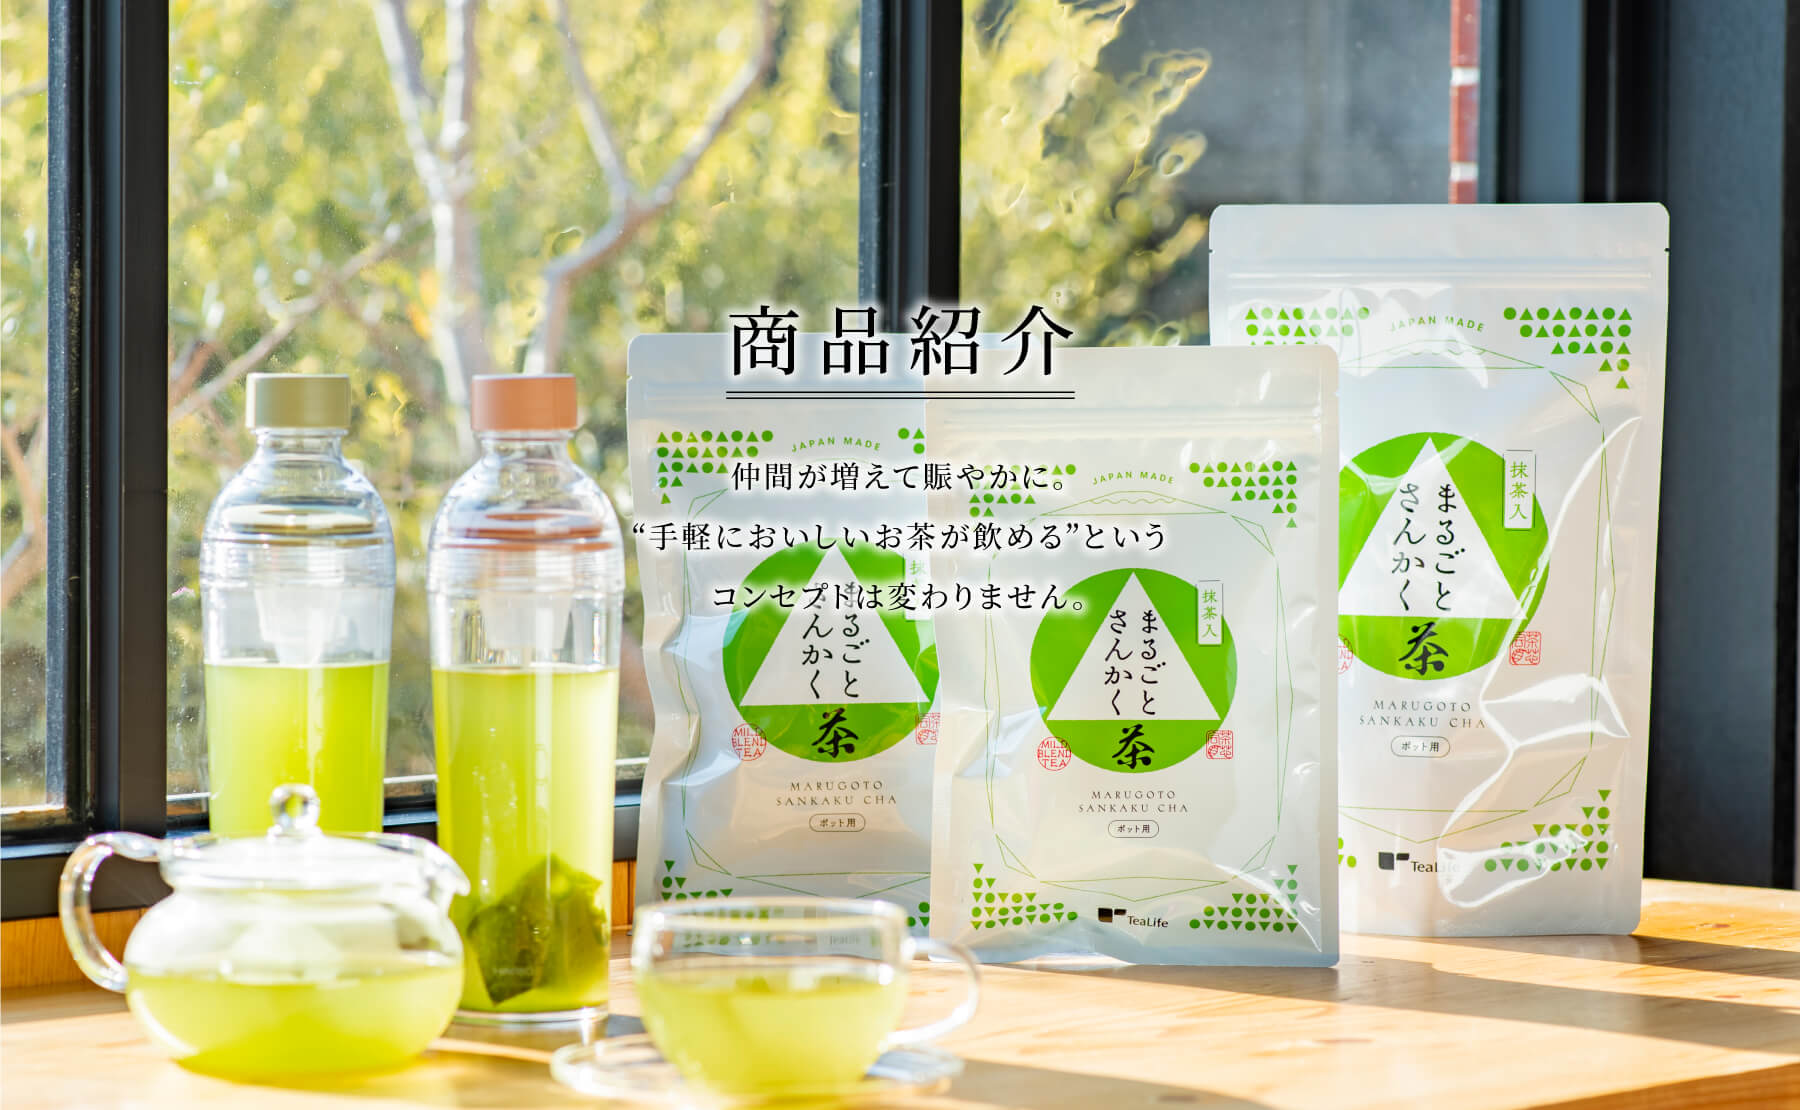 商品紹介
仲間が増えて賑やかに。
“手軽においしいお茶が飲める”という
コンセプトは変わりません。
JAPAN MADE
抹
まるごと
さんかく
茶
MILD
BLEND
TEA
MARUGOTO
SANKAKU CHA
ポット用
JAPAN MADE
抹茶入
まるごと
さんかく
茶
MILD
BLEND
TEA
MARUGOTO
SANKAKU CHA
ポット用
TeaLife
JAPAN MADE
抹茶入
まるごと
さんかく
茶
MARUGOTO
SANKAKU CHA
ポット用
TeaLife